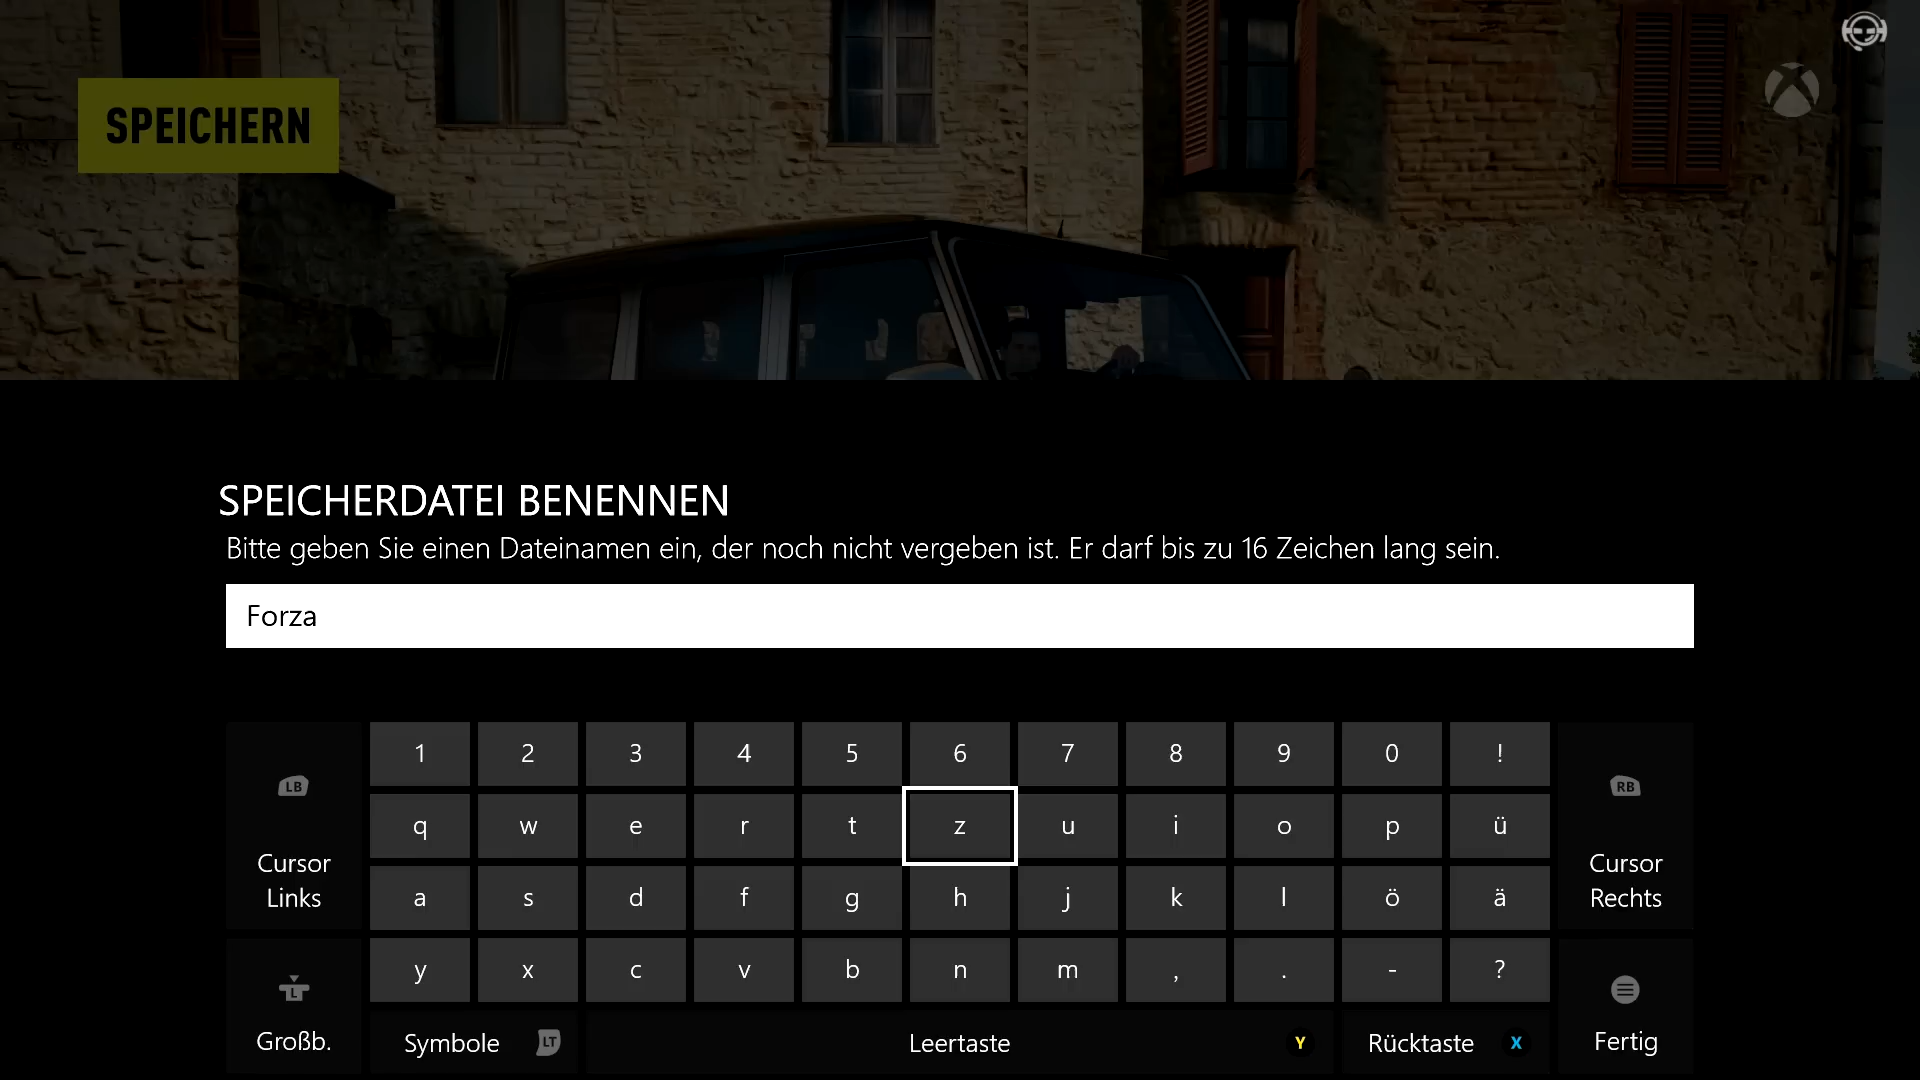 SPEICHERN
SPEICHERDATEI BENENNEN
Bitte geben Sie einen Dateinamen ein, der noch nicht vergeben ist. Er darf bis zu 16 Zeichen lang sein.
Forza
LB
Cursor
Links
1 2 3 4 5 6 7 8 9 0 !
q w e r t z u i o p ü
a s d f g h j k l ö ä
y x c v b n m , . - ?
RB
Cursor
Rechts
L
Großb.
Symbole LT
Leertaste Y
Rücktaste X
Fertig